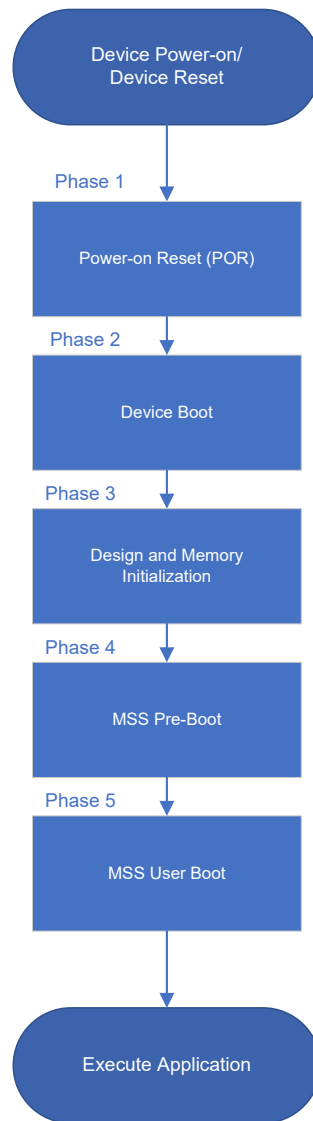 Device Power-on/
Device Reset
Phase 1
Power-on Reset (POR)
Phase 2
Device Boot
Phase 3
Design and Memory
Initialization
Phase 4
MSS Pre-Boot
Phase 5
MSS User Boot
Execute Application